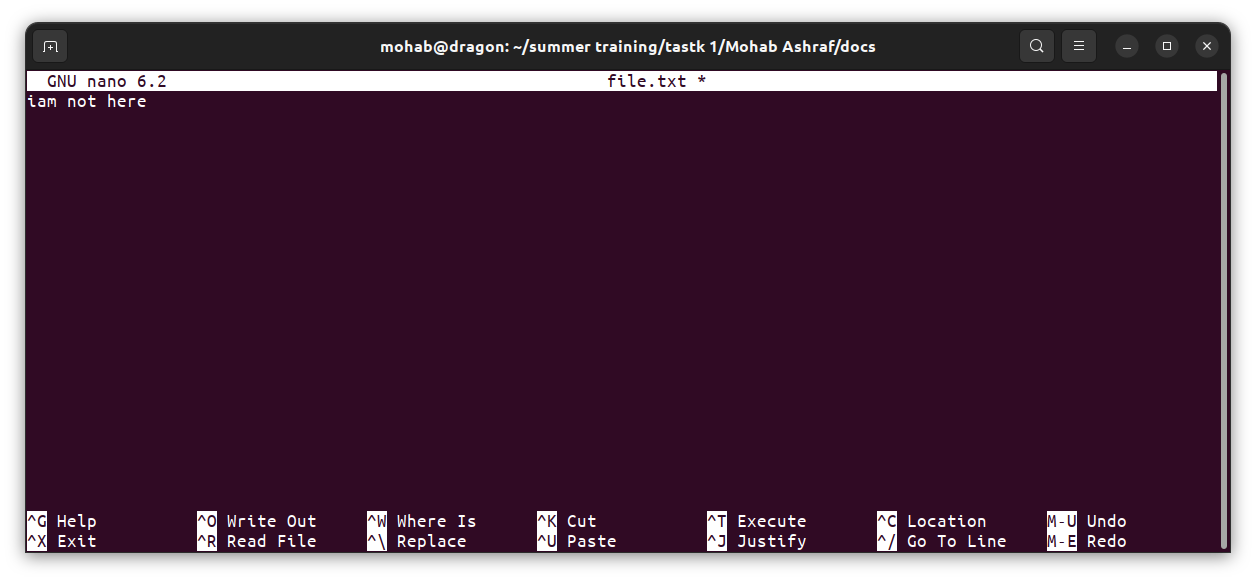 mohab@dragon: ~/summer training/tastk 1/Mohab Ashraf/docs
GNU nano 6.2 file.txt *
iam not here
^G Help ^O Write Out ^W Where Is ^K Cut ^T Execute ^C Location M-U Undo
^X Exit ^R Read File ^\ Replace ^U Paste ^J Justify ^/ Go To Line M-E Redo